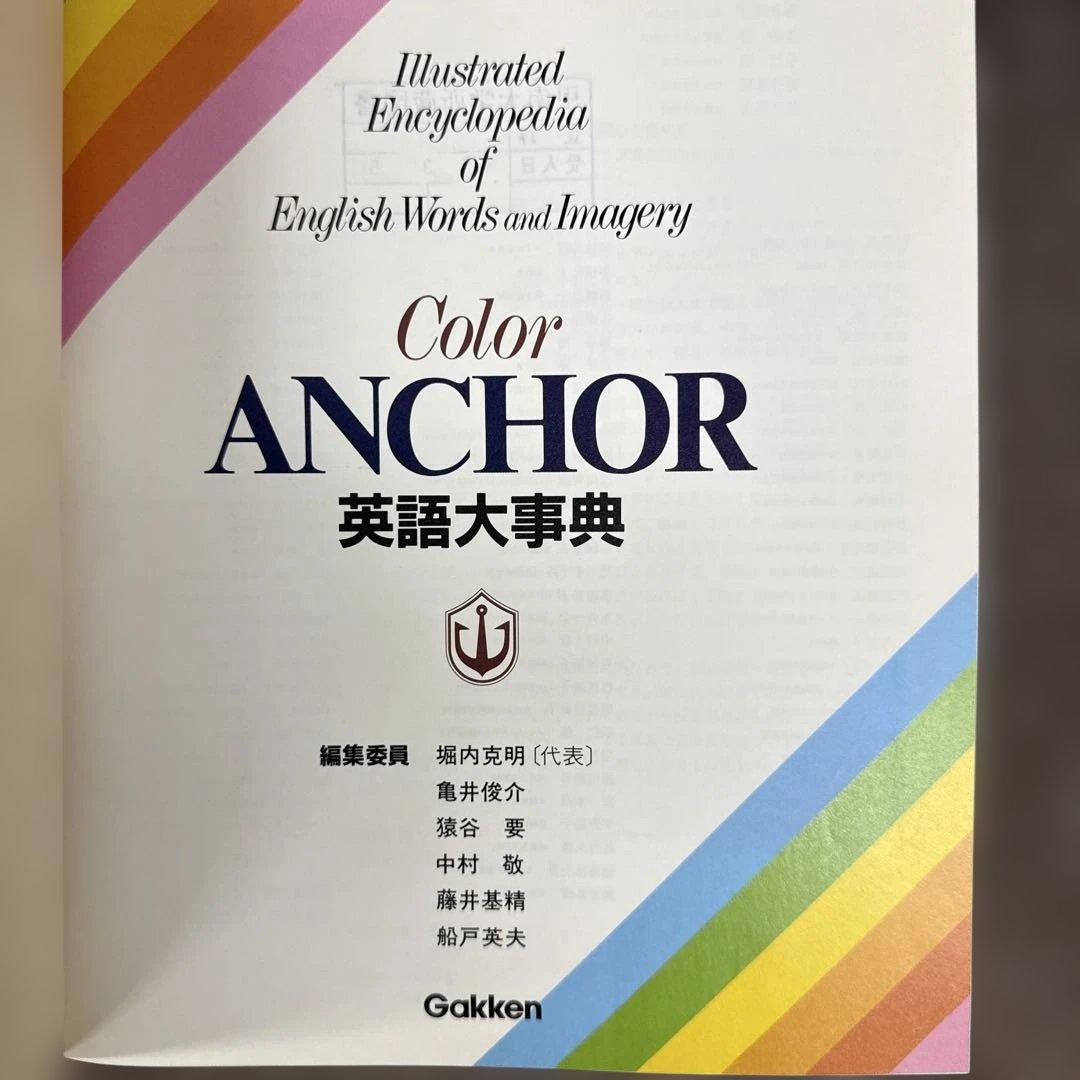 Illustrated
Encyclopedia
of
English Words and Imagery
Color
ANCHOR
英語大事典
編集委員 堀内克明〔代表〕
亀井俊介
猿谷 要
中村 敬
藤井基精
船戸英夫
Gakken